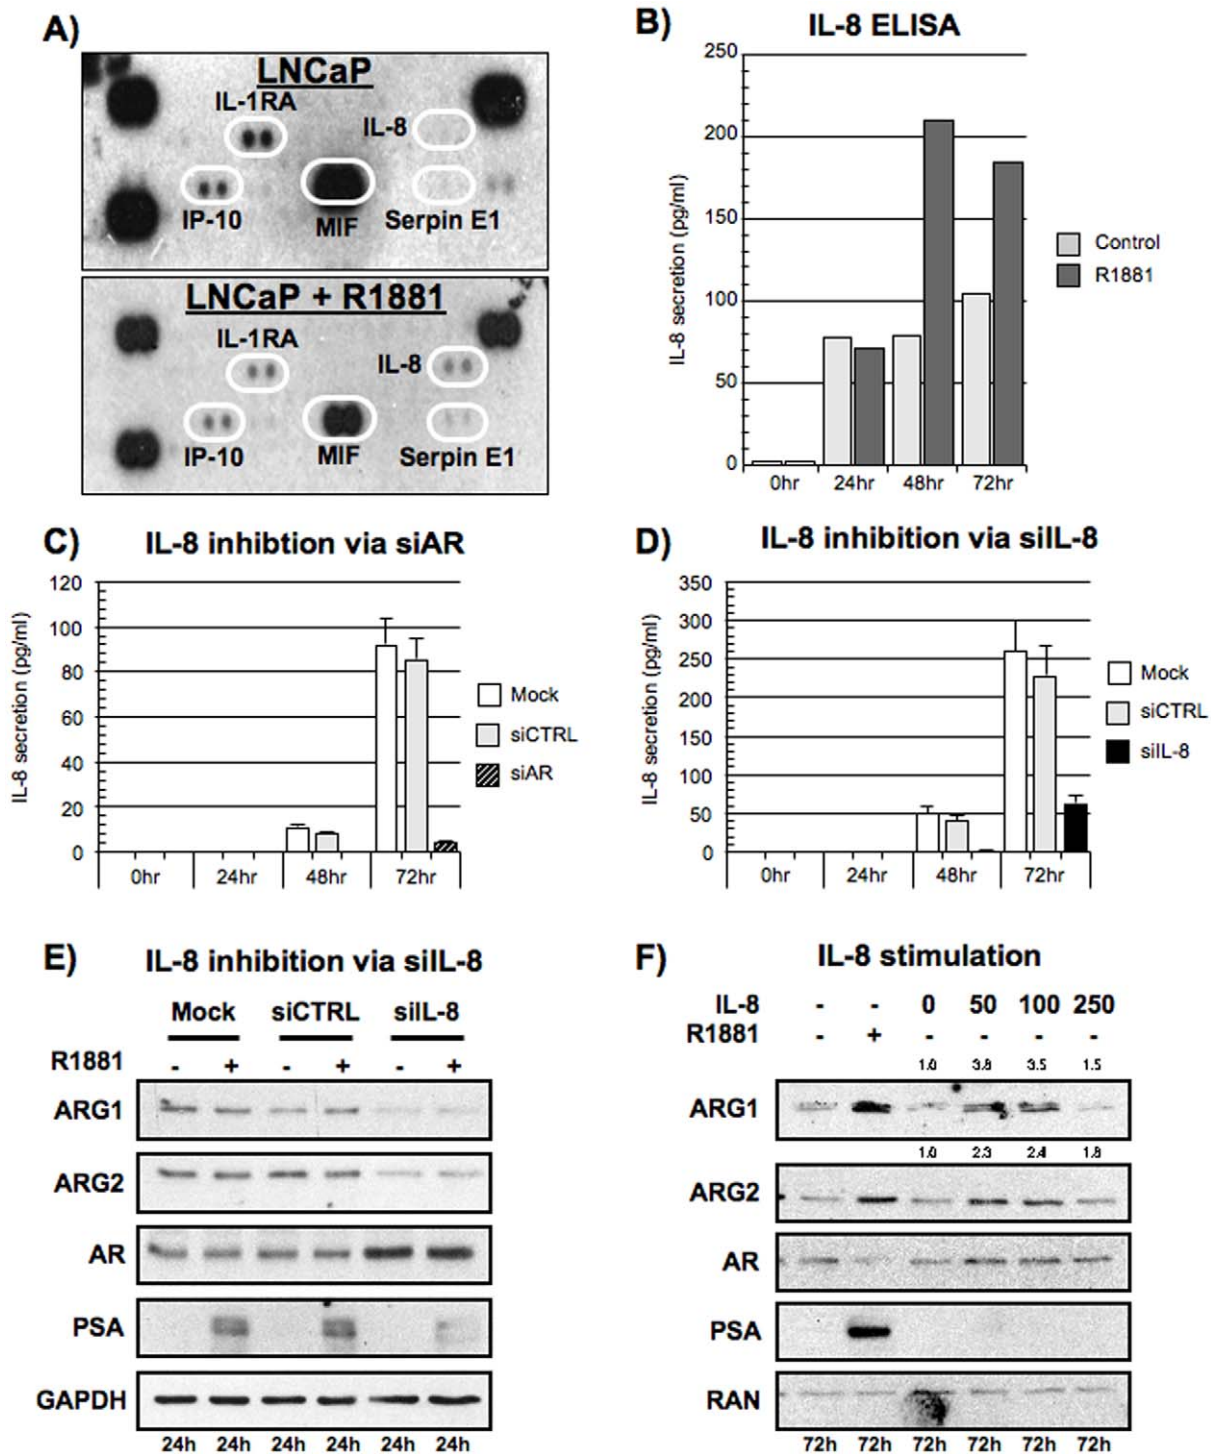 A)
LNCaP
IL-1RA
IL-8
IP-10
MIF
Serpin E1
LNCaP + R1881
IL-1RA
IL-8
IP-10
MIF
Serpin E1
B)
IL-8 ELISA
IL-8 secretion (pg/ml)
250
200
150
100
50
0
0hr 24hr 48hr 72hr
Control
R1881
C)
IL-8 inhibtion via siAR
IL-8 secretion (pg/ml)
120
100
80
60
40
20
0
0hr 24hr 48hr 72hr
Mock
siCTRL
siAR
D)
IL-8 inhibition via siIL-8
IL-8 secretion (pg/ml)
350
300
250
200
150
100
50
0
0hr 24hr 48hr 72hr
Mock
siCTRL
siIL-8
E)
IL-8 inhibition via siIL-8
Mock siCTRL siIL-8
R1881 - + - + - +
ARG1
ARG2
AR
PSA
GAPDH
24h 24h 24h 24h 24h 24h
F)
IL-8 stimulation
IL-8 - - 0 50 100 250
R1881 - + - - - -
1.0 3.8 3.5 1.5
ARG1
1.0 2.3 2.4 1.8
ARG2
AR
PSA
RAN
72h 72h 72h 72h 72h 72h